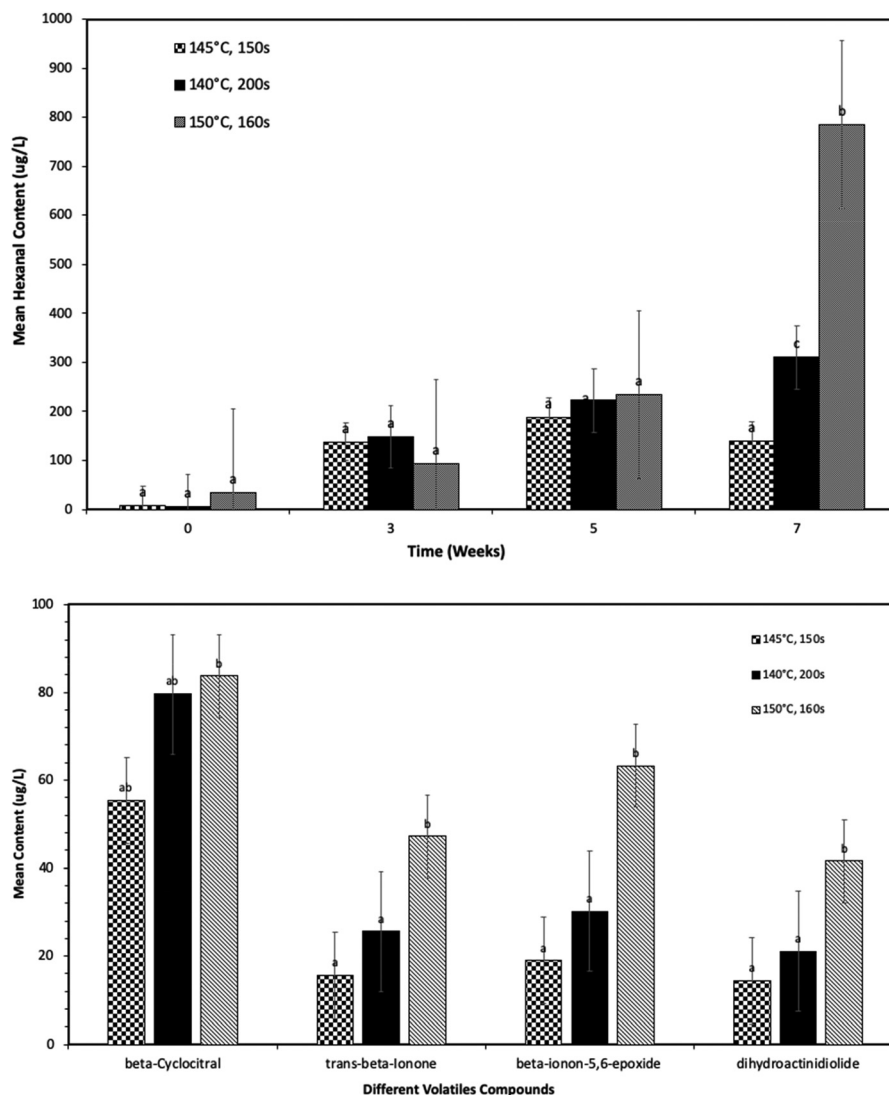 Mean Hexanal Content (ug/L)
1000
900
800
700
600
500
400
300
200
100
0
145°C, 150s
140°C, 200s
150°C, 160s
a
a
a
a
a
a
a
a
a
a
c
b
0
3
5
7
Time (Weeks)
Mean Content (ug/L)
100
80
60
40
20
0
145°C, 150s
140°C, 200s
150°C, 160s
ab
ab
b
a
a
b
a
a
b
a
a
b
beta-Cyclocitral
trans-beta-Ionone
beta-ionon-5,6-epoxide
dihydroactinidiolide
Different Volatiles Compounds